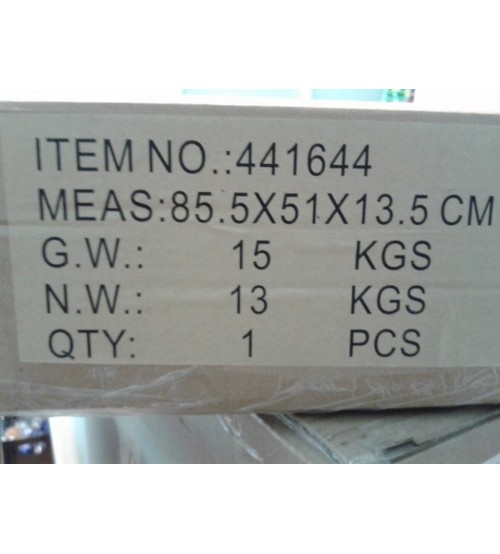 ITEM NO.:441644
MEAS:85.5X51X13.5 CM
G.W.: 15 KGS
N.W.: 13 KGS
QTY: 1 PCS